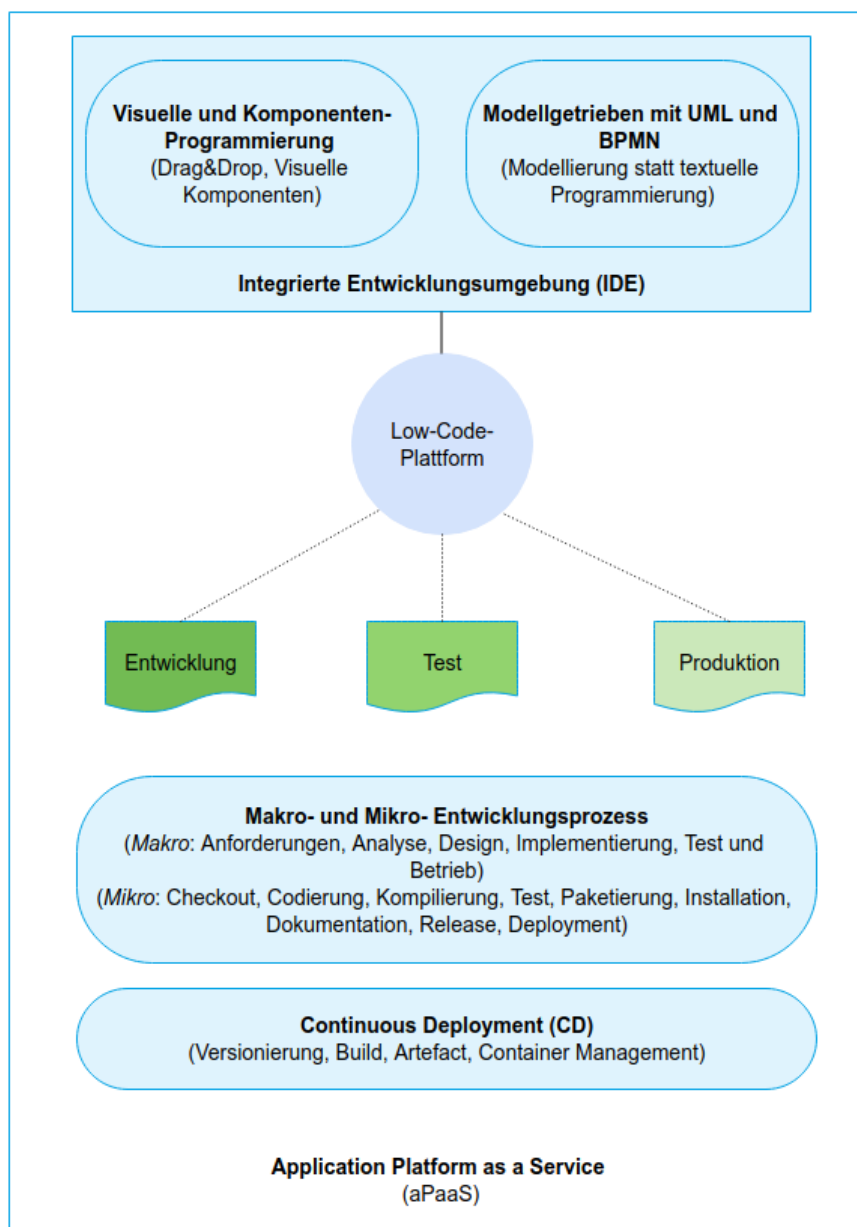 Visuelle und Komponenten-
Programmierung
(Drag&Drop, Visuelle
Komponenten)
Modellgetrieben mit UML und
BPMN
(Modellierung statt textuelle
Programmierung)
Integrierte Entwicklungsumgebung (IDE)
Low-Code-
Plattform
Entwicklung
Test
Produktion
Makro- und Mikro- Entwicklungsprozess
(Makro: Anforderungen, Analyse, Design, Implementierung, Test und
Betrieb)
(Mikro: Checkout, Codierung, Kompilierung, Test, Paketierung, Installation,
Dokumentation, Release, Deployment)
Continuous Deployment (CD)
(Versionierung, Build, Artefact, Container Management)
Application Platform as a Service
(aPaaS)